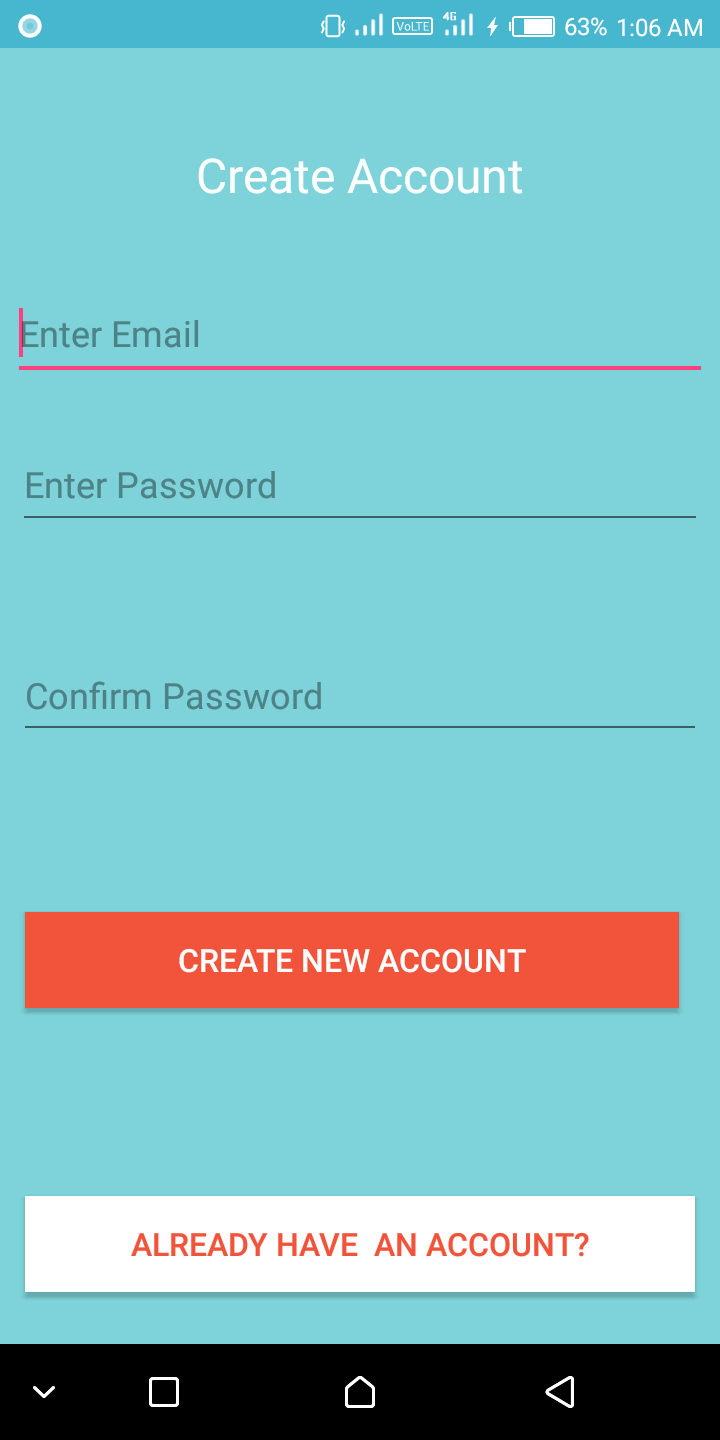 VoLTE 4G 63% 1:06 AM
Create Account
Enter Email
Enter Password
Confirm Password
CREATE NEW ACCOUNT
ALREADY HAVE  AN ACCOUNT?